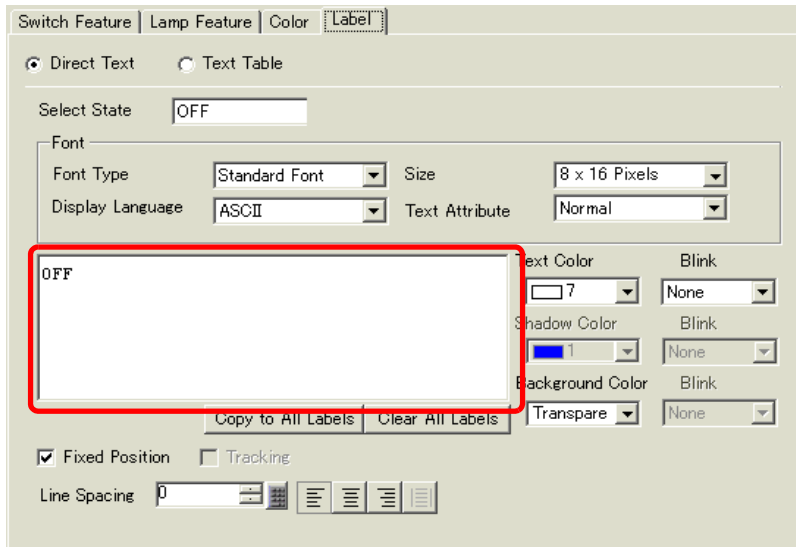 Switch Feature Lamp Feature Color Label
Direct Text Text Table
Select State OFF
Font
Font Type Standard Font Size 8 x 16 Pixels
Display Language ASCII Text Attribute Normal
OFF
Text Color Blink
7 None
Shadow Color Blink
1 None
Background Color Blink
Transpare None
Copy to All Labels Clear All Labels
Fixed Position Tracking
Line Spacing 0